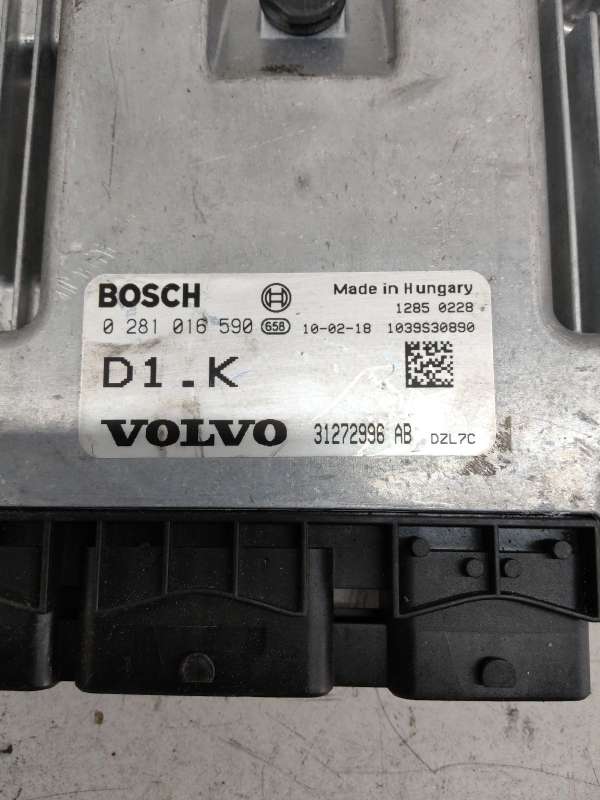 BOSCH Made in Hungary
1285 0228
0 281 016 590 658 10-02-18 1039S30890
D1.K
VOLVO 31272996 AB DZL7C